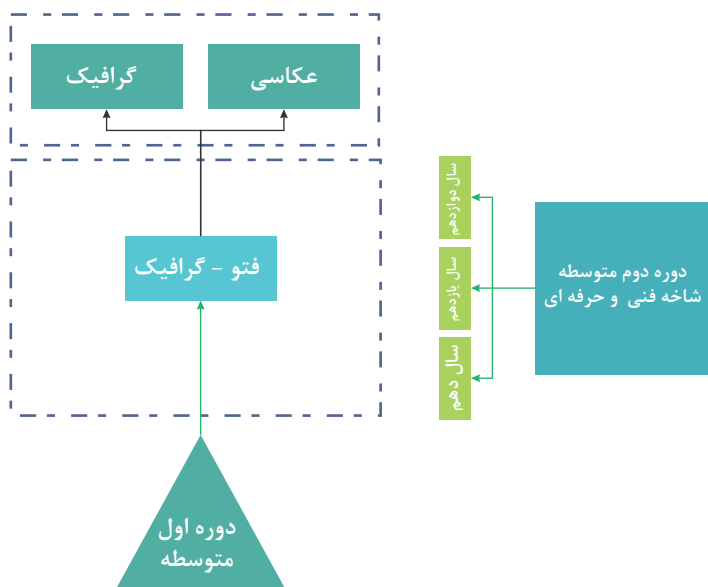 عکاسی
گرافیک
فتو - گرافیک
دوره اول
متوسطه
سال دوازدهم
سال یازدهم
سال دهم
دوره دوم متوسطه
شاخه فنی و حرفه ای